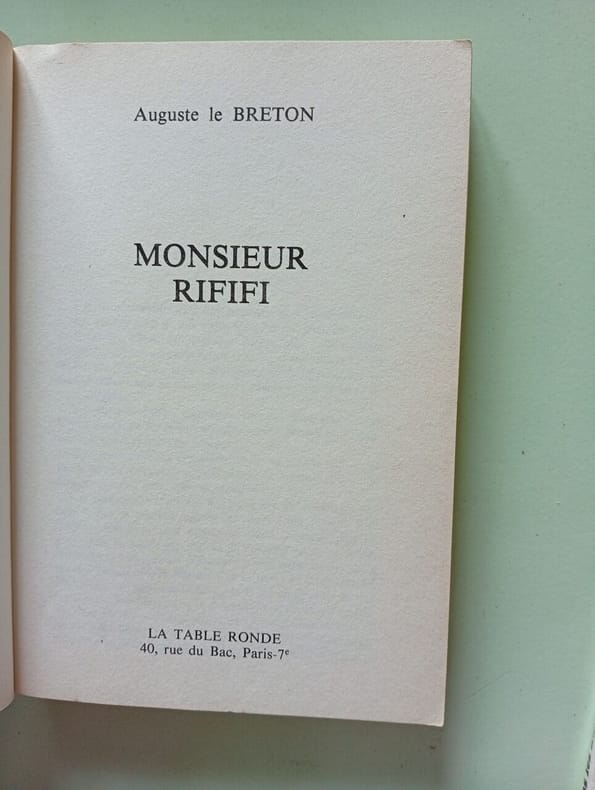 Auguste le BRETON
MONSIEUR
RIFIFI
LA TABLE RONDE
40, rue du Bac, Paris-7ᵉ